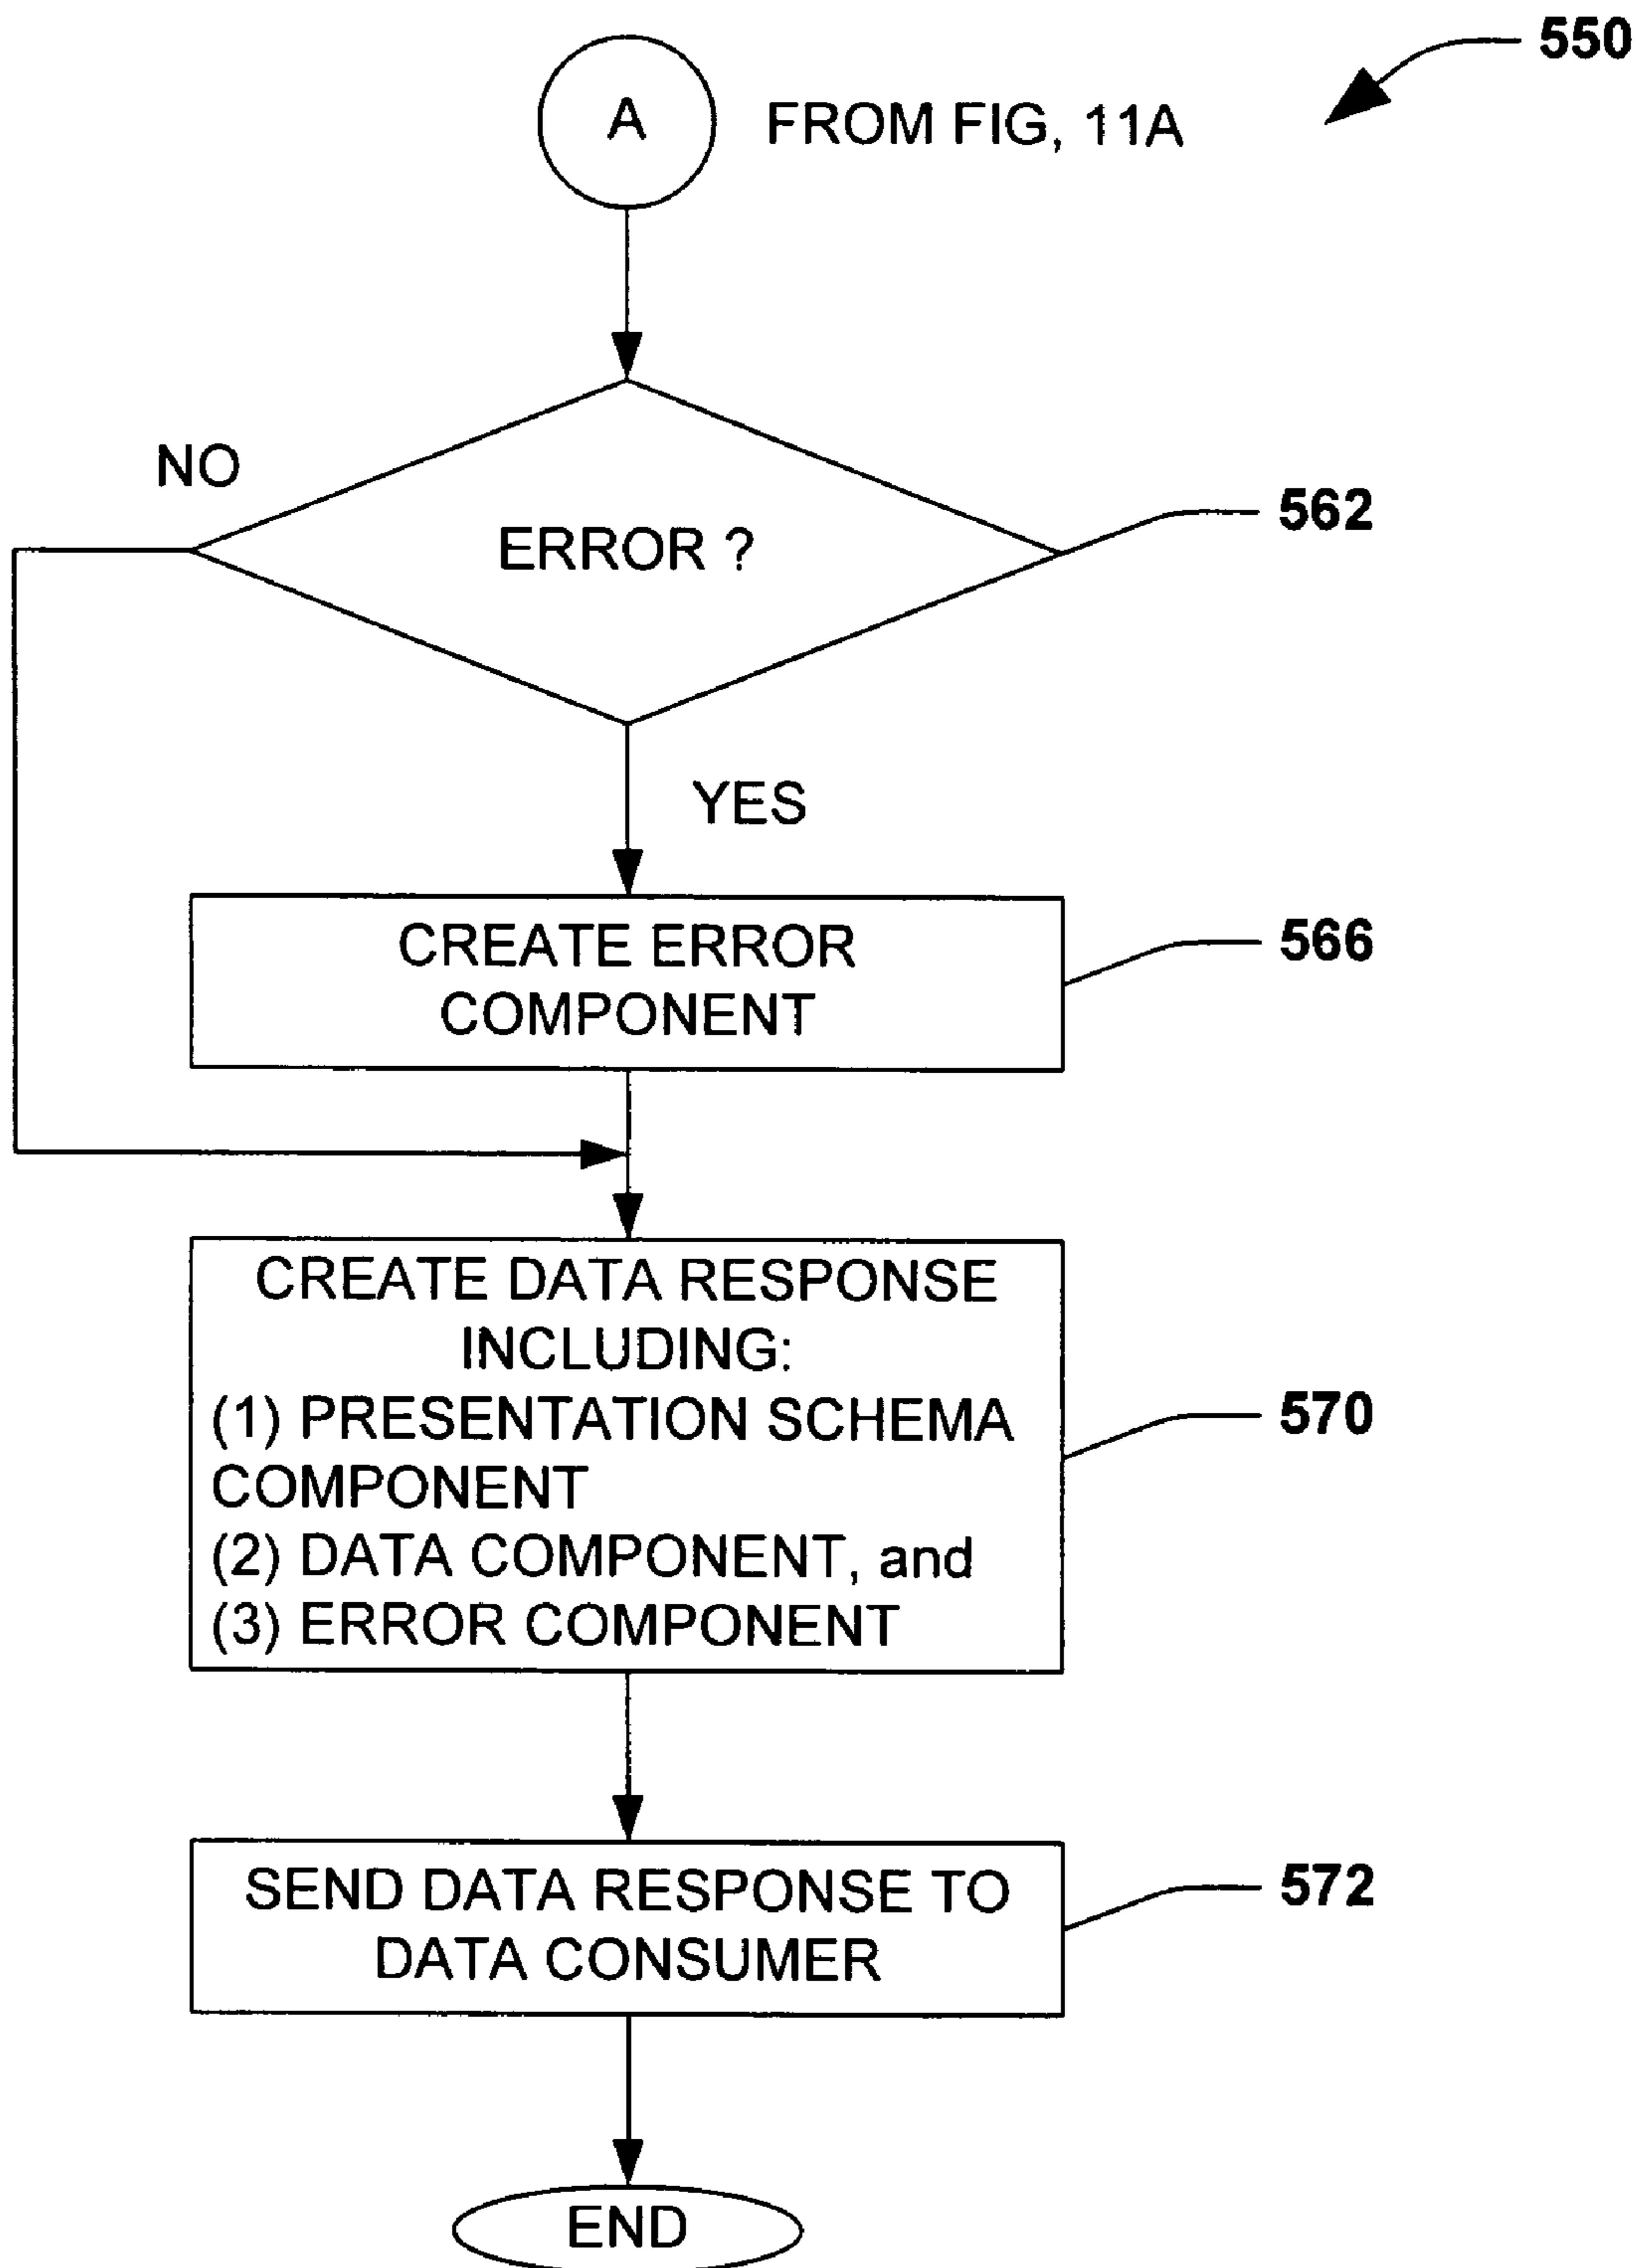 550
A
FROM FIG, 11A
NO
ERROR ?
562
YES
CREATE ERROR
COMPONENT
566
CREATE DATA RESPONSE
INCLUDING:
(1) PRESENTATION SCHEMA
COMPONENT
(2) DATA COMPONENT, and
(3) ERROR COMPONENT
570
SEND DATA RESPONSE TO
DATA CONSUMER
572
END